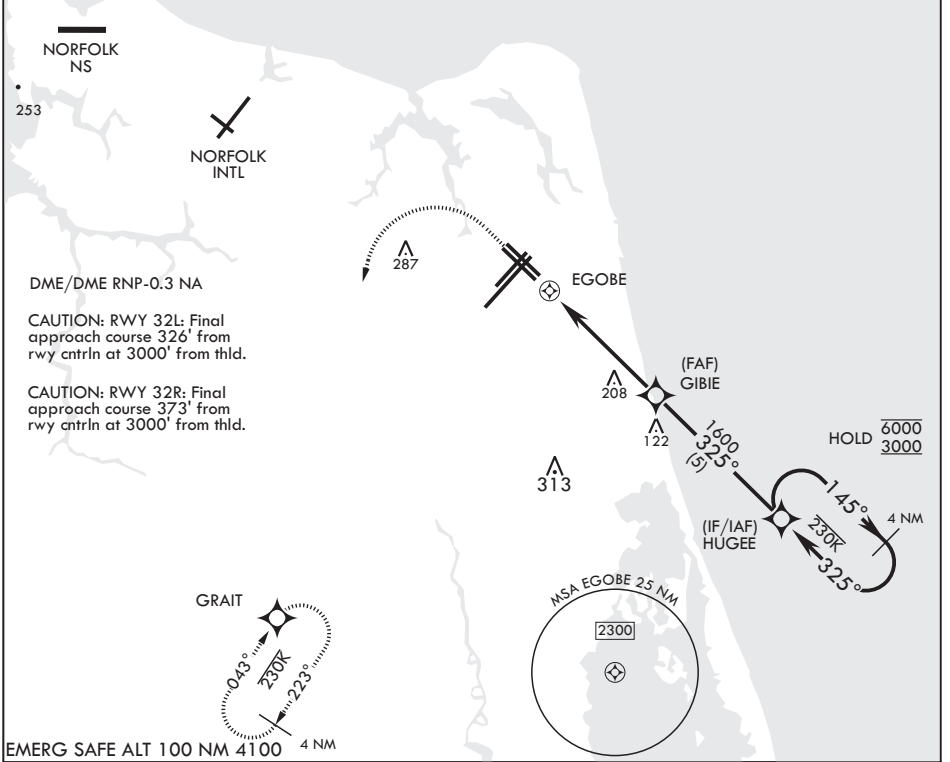 NORFOLK
NS
253
NORFOLK
INTL
287
EGOBE
DME/DME RNP-0.3 NA
CAUTION: RWY 32L: Final
approach course 326' from
rwy cntrln at 3000' from thld.
CAUTION: RWY 32R: Final
approach course 373' from
rwy cntrln at 3000' from thld.
(FAF)
GIBIE
208
122
1600
325°
(5)
HOLD 6000
3000
313
145°
4 NM
(IF/IAF)
HUGEE
230K
325°
GRAIT
043°
230K
223°
4 NM
MSA EGOBE 25 NM
2300
EMERG SAFE ALT 100 NM 4100